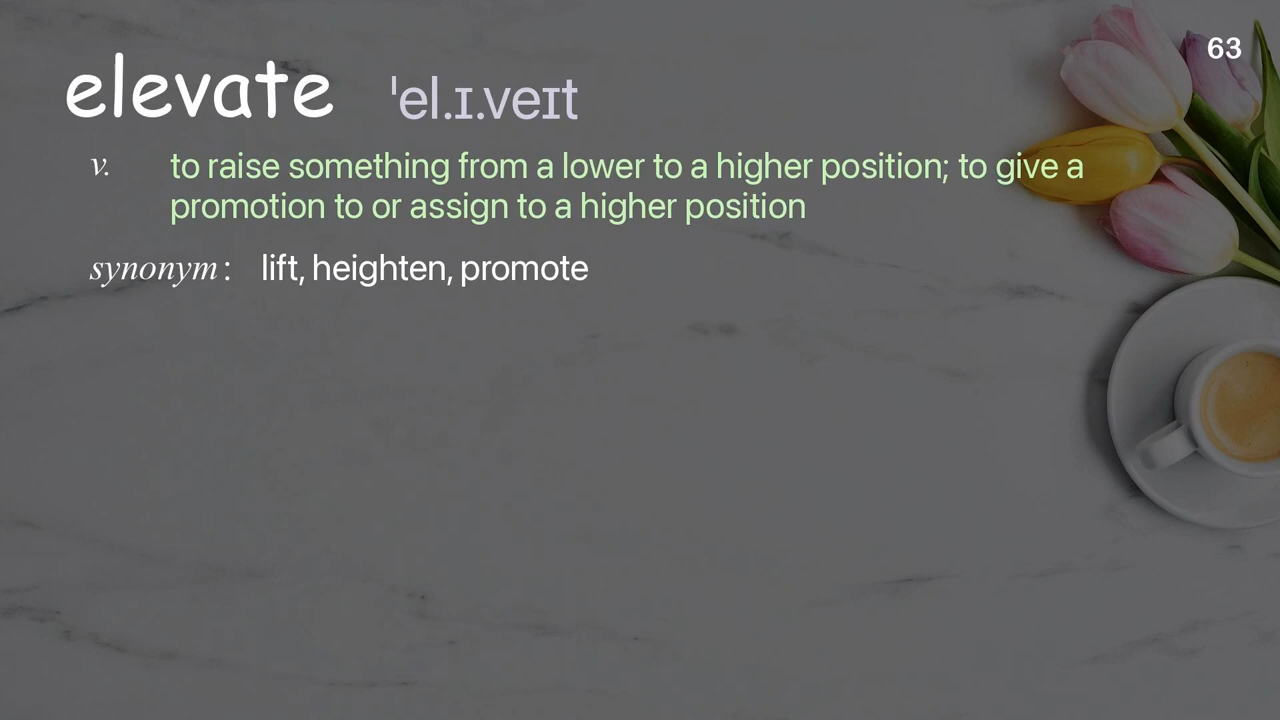 63
elevate ˈel.ɪ.veɪt
v. to raise something from a lower to a higher position; to give a
promotion to or assign to a higher position
synonym: lift, heighten, promote